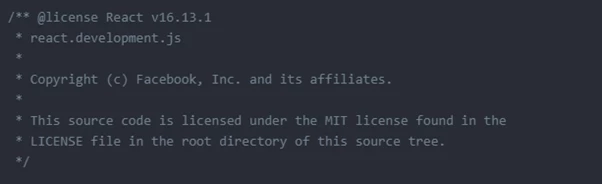 /** @license React v16.13.1
 * react.development.js
 *
 * Copyright (c) Facebook, Inc. and its affiliates.
 *
 * This source code is licensed under the MIT license found in the
 * LICENSE file in the root directory of this source tree.
 */